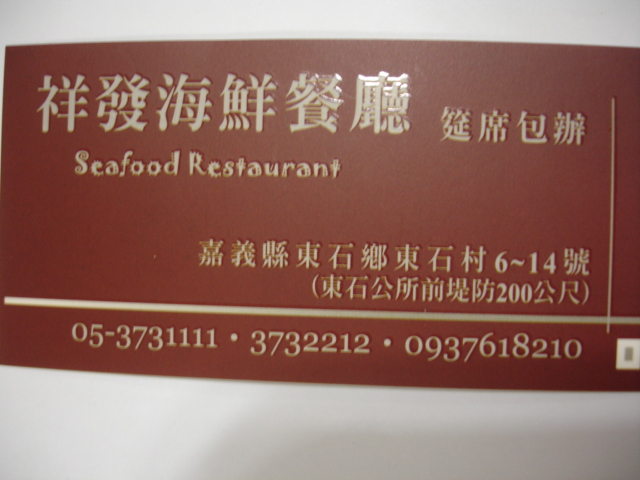 祥發海鮮餐廳 筵席包辦
Seafood Restaurant
嘉義縣東石鄉東石村6~14號
(東石公所前堤防200公尺)
05-3731111・3732212・0937618210